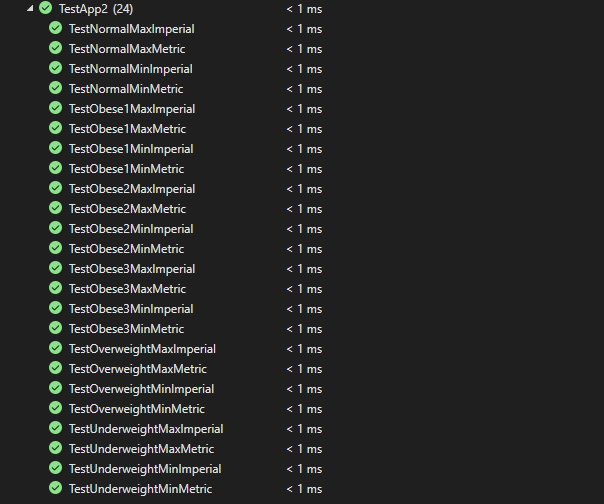 TestApp2 (24) < 1 ms
TestNormalMaxImperial < 1 ms
TestNormalMaxMetric < 1 ms
TestNormalMinImperial < 1 ms
TestNormalMinMetric < 1 ms
TestObese1MaxImperial < 1 ms
TestObese1MaxMetric < 1 ms
TestObese1MinImperial < 1 ms
TestObese1MinMetric < 1 ms
TestObese2MaxImperial < 1 ms
TestObese2MaxMetric < 1 ms
TestObese2MinImperial < 1 ms
TestObese2MinMetric < 1 ms
TestObese3MaxImperial < 1 ms
TestObese3MaxMetric < 1 ms
TestObese3MinImperial < 1 ms
TestObese3MinMetric < 1 ms
TestOverweightMaxImperial < 1 ms
TestOverweightMaxMetric < 1 ms
TestOverweightMinImperial < 1 ms
TestOverweightMinMetric < 1 ms
TestUnderweightMaxImperial < 1 ms
TestUnderweightMaxMetric < 1 ms
TestUnderweightMinImperial < 1 ms
TestUnderweightMinMetric < 1 ms